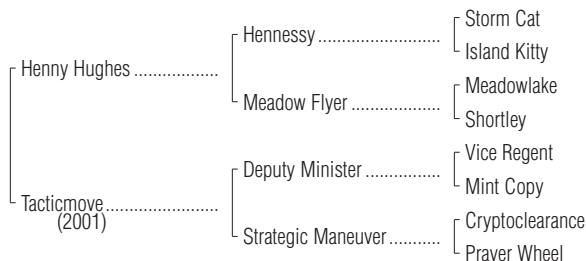 Storm Cat
Hennessy
Island Kitty
Henny Hughes
Meadowlake
Meadow Flyer
Shortley
Vice Regent
Deputy Minister
Mint Copy
Tacticmove
(2001)
Cryptoclearance
Strategic Maneuver
Prayer Wheel